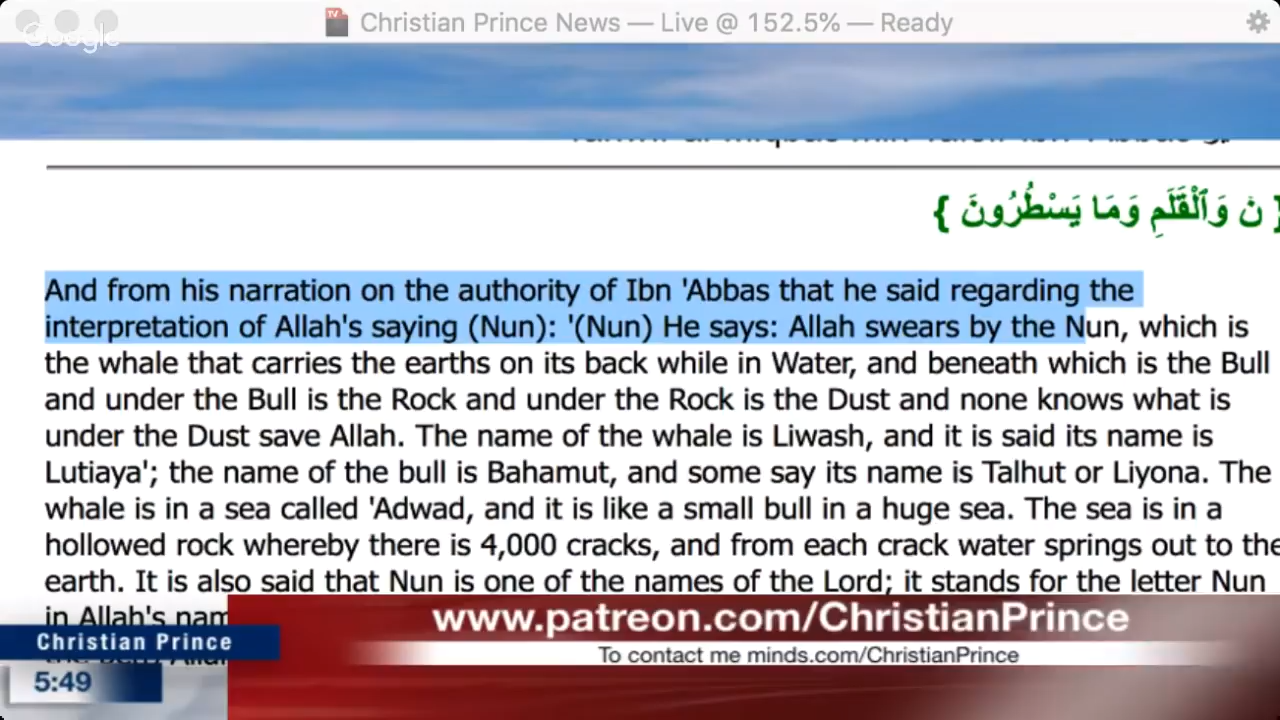 Christian Prince News — Live @ 152.5% — Ready
Google
{ نۤ وَٱلْقَلَمِ وَمَا يَسْطُرُونَ }
And from his narration on the authority of Ibn 'Abbas that he said regarding the
interpretation of Allah's saying (Nun): '(Nun) He says: Allah swears by the Nun, which is
the whale that carries the earths on its back while in Water, and beneath which is the Bull
and under the Bull is the Rock and under the Rock is the Dust and none knows what is
under the Dust save Allah. The name of the whale is Liwash, and it is said its name is
Lutiaya'; the name of the bull is Bahamut, and some say its name is Talhut or Liyona. The
whale is in a sea called 'Adwad, and it is like a small bull in a huge sea. The sea is in a
hollowed rock whereby there is 4,000 cracks, and from each crack water springs out to the
earth. It is also said that Nun is one of the names of the Lord; it stands for the letter Nun
in Allah's nam
www.patreon.com/ChristianPrince
Christian Prince
To contact me minds.com/ChristianPrince
5:49